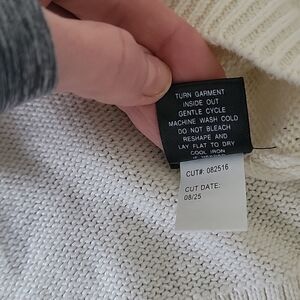 TURN GARMENT
INSIDE OUT
GENTLE CYCLE
MACHINE WASH COLD
DO NOT BLEACH
RESHAPE AND
LAY FLAT TO DRY
COOL IRON
CUT#: 082516
CUT DATE:
08/25